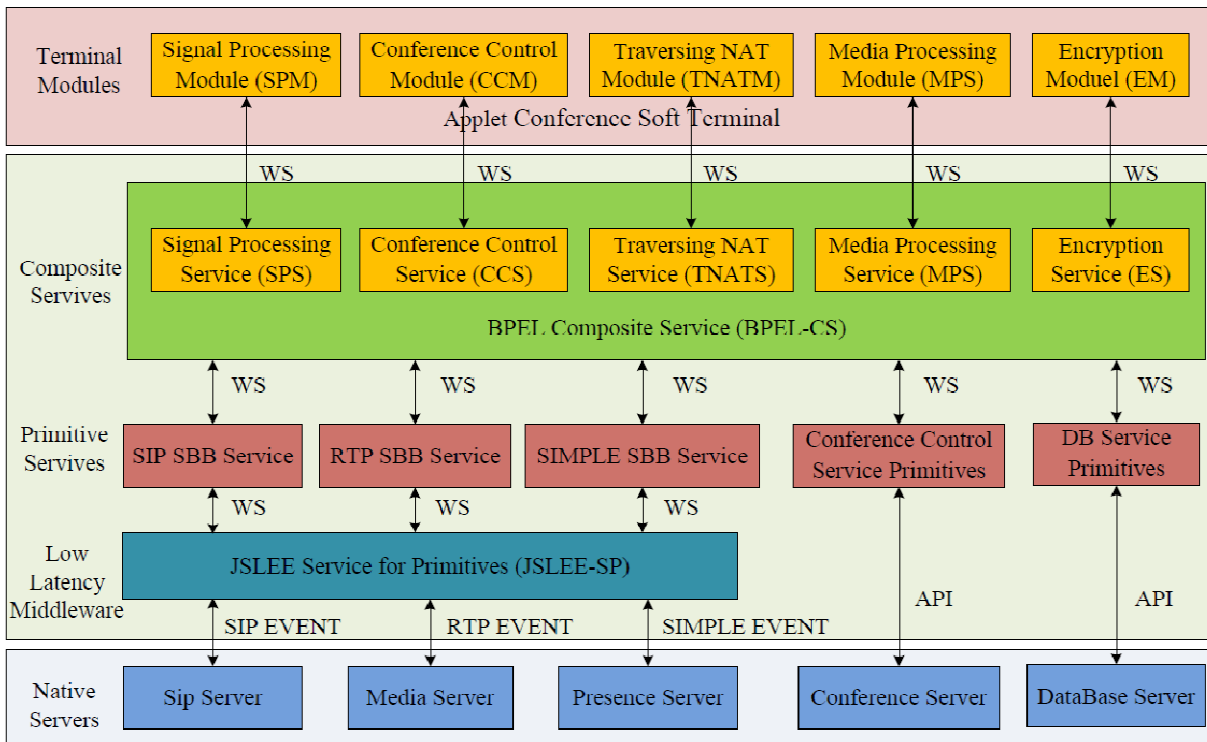 Terminal
Modules
Signal Processing
Module (SPM)
Conference Control
Module (CCM)
Traversing NAT
Module (TNATM)
Media Processing
Module (MPS)
Encryption
Moduel (EM)
Applet Conference Soft Terminal
WS
WS
WS
WS
WS
Composite
Servives
Signal Processing
Service (SPS)
Conference Control
Service (CCS)
Traversing NAT
Service (TNATS)
Media Processing
Service (MPS)
Encryption
Service (ES)
BPEL Composite Service (BPEL-CS)
WS
WS
WS
WS
WS
Primitive
Servives
SIP SBB Service
RTP SBB Service
SIMPLE SBB Service
Conference Control
Service Primitives
DB Service
Primitives
WS
WS
WS
Low
Latency
Middleware
JSLEE Service for Primitives (JSLEE-SP)
API
API
SIP EVENT
RTP EVENT
SIMPLE EVENT
Native
Servers
Sip Server
Media Server
Presence Server
Conference Server
DataBase Server